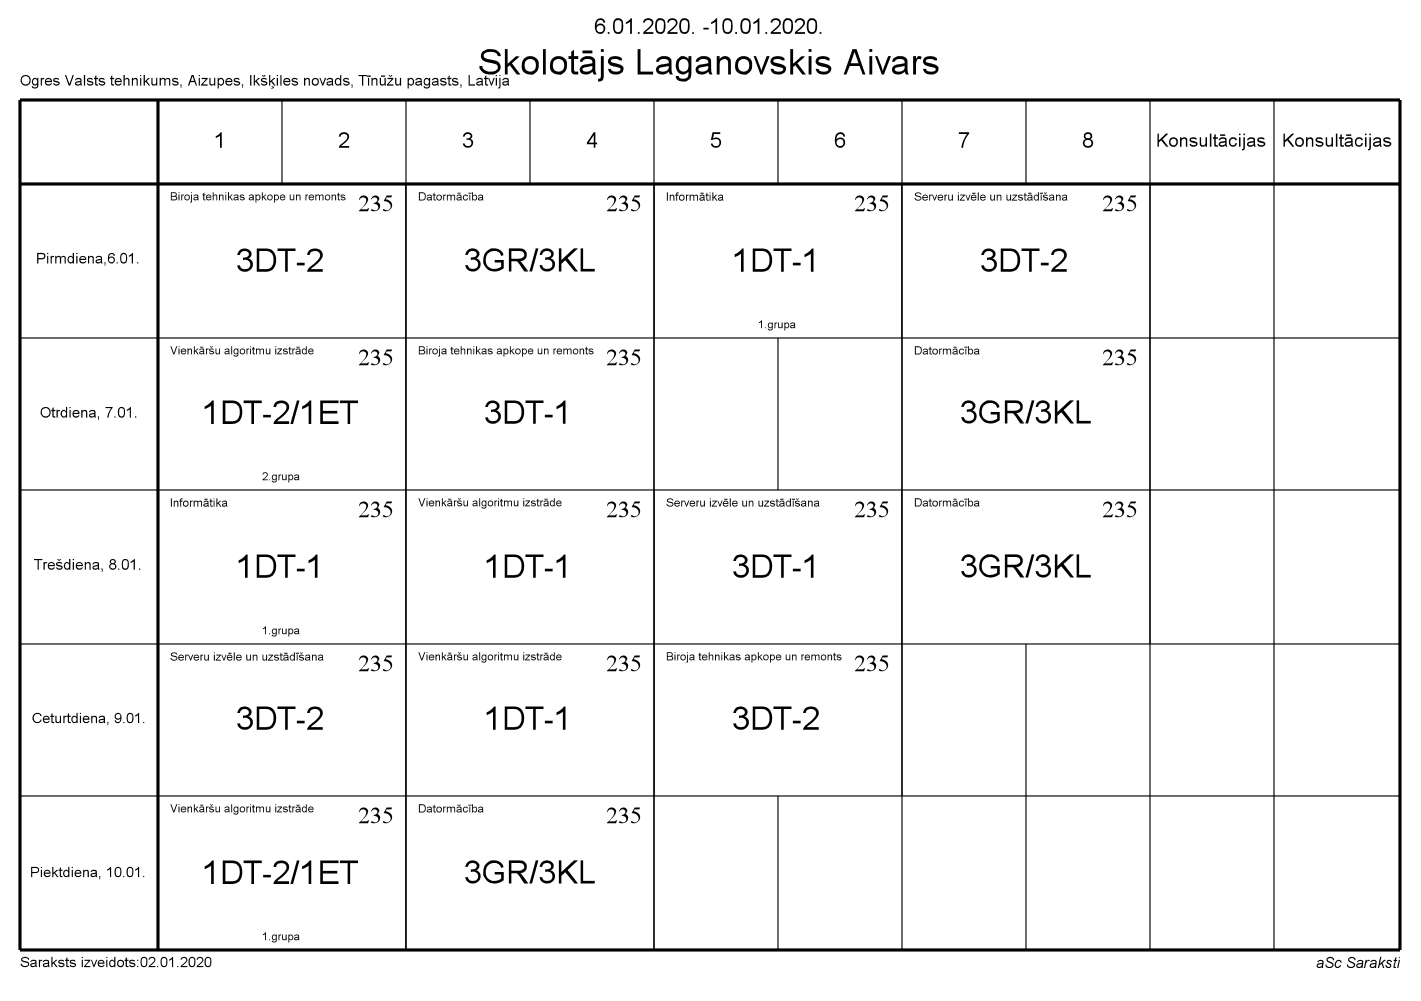 6.01.2020. -10.01.2020.
Skolotājs Laganovskis Aivars
Ogres Valsts tehnikums, Aizupes, Ikšķiles novads, Tīnūžu pagasts, Latvija
1 2 3 4 5 6 7 8 Konsultācijas Konsultācijas
Biroja tehnikas apkope un remonts 235 Datormācība 235 Informātika 235 Serveru izvēle un uzstādīšana 235
Pirmdiena,6.01. 3DT-2 3GR/3KL 1DT-1 3DT-2
1.grupa
Vienkāršu algoritmu izstrāde 235 Biroja tehnikas apkope un remonts 235 Datormācība 235
Otrdiena, 7.01. 1DT-2/1ET 3DT-1 3GR/3KL
2.grupa
Informātika 235 Vienkāršu algoritmu izstrāde 235 Serveru izvēle un uzstādīšana 235 Datormācība 235
Trešdiena, 8.01. 1DT-1 1DT-1 3DT-1 3GR/3KL
1.grupa
Serveru izvēle un uzstādīšana 235 Vienkāršu algoritmu izstrāde 235 Biroja tehnikas apkope un remonts 235
Ceturtdiena, 9.01. 3DT-2 1DT-1 3DT-2
Vienkāršu algoritmu izstrāde 235 Datormācība 235
Piektdiena, 10.01. 1DT-2/1ET 3GR/3KL
1.grupa
Saraksts izveidots:02.01.2020 aSc Saraksti